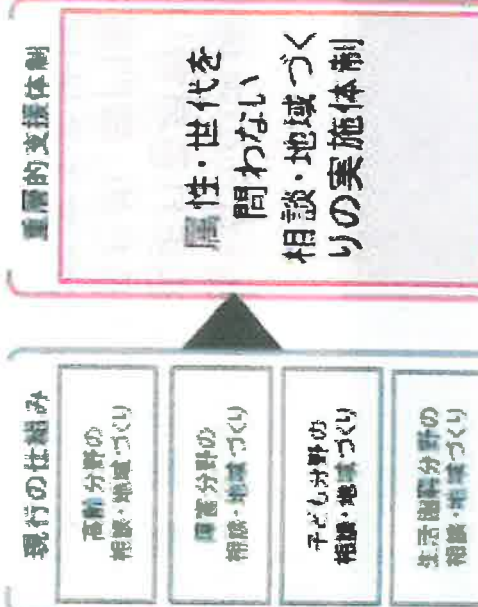 現行の仕組み
高齢分野の
相談・地域づくり
障害分野の
相談・地域づくり
子ども分野の
相談・地域づくり
生活困窮分野の
相談・地域づくり
重層的支援体制
属性・世代を
問わない
相談・地域づく
りの実施体制